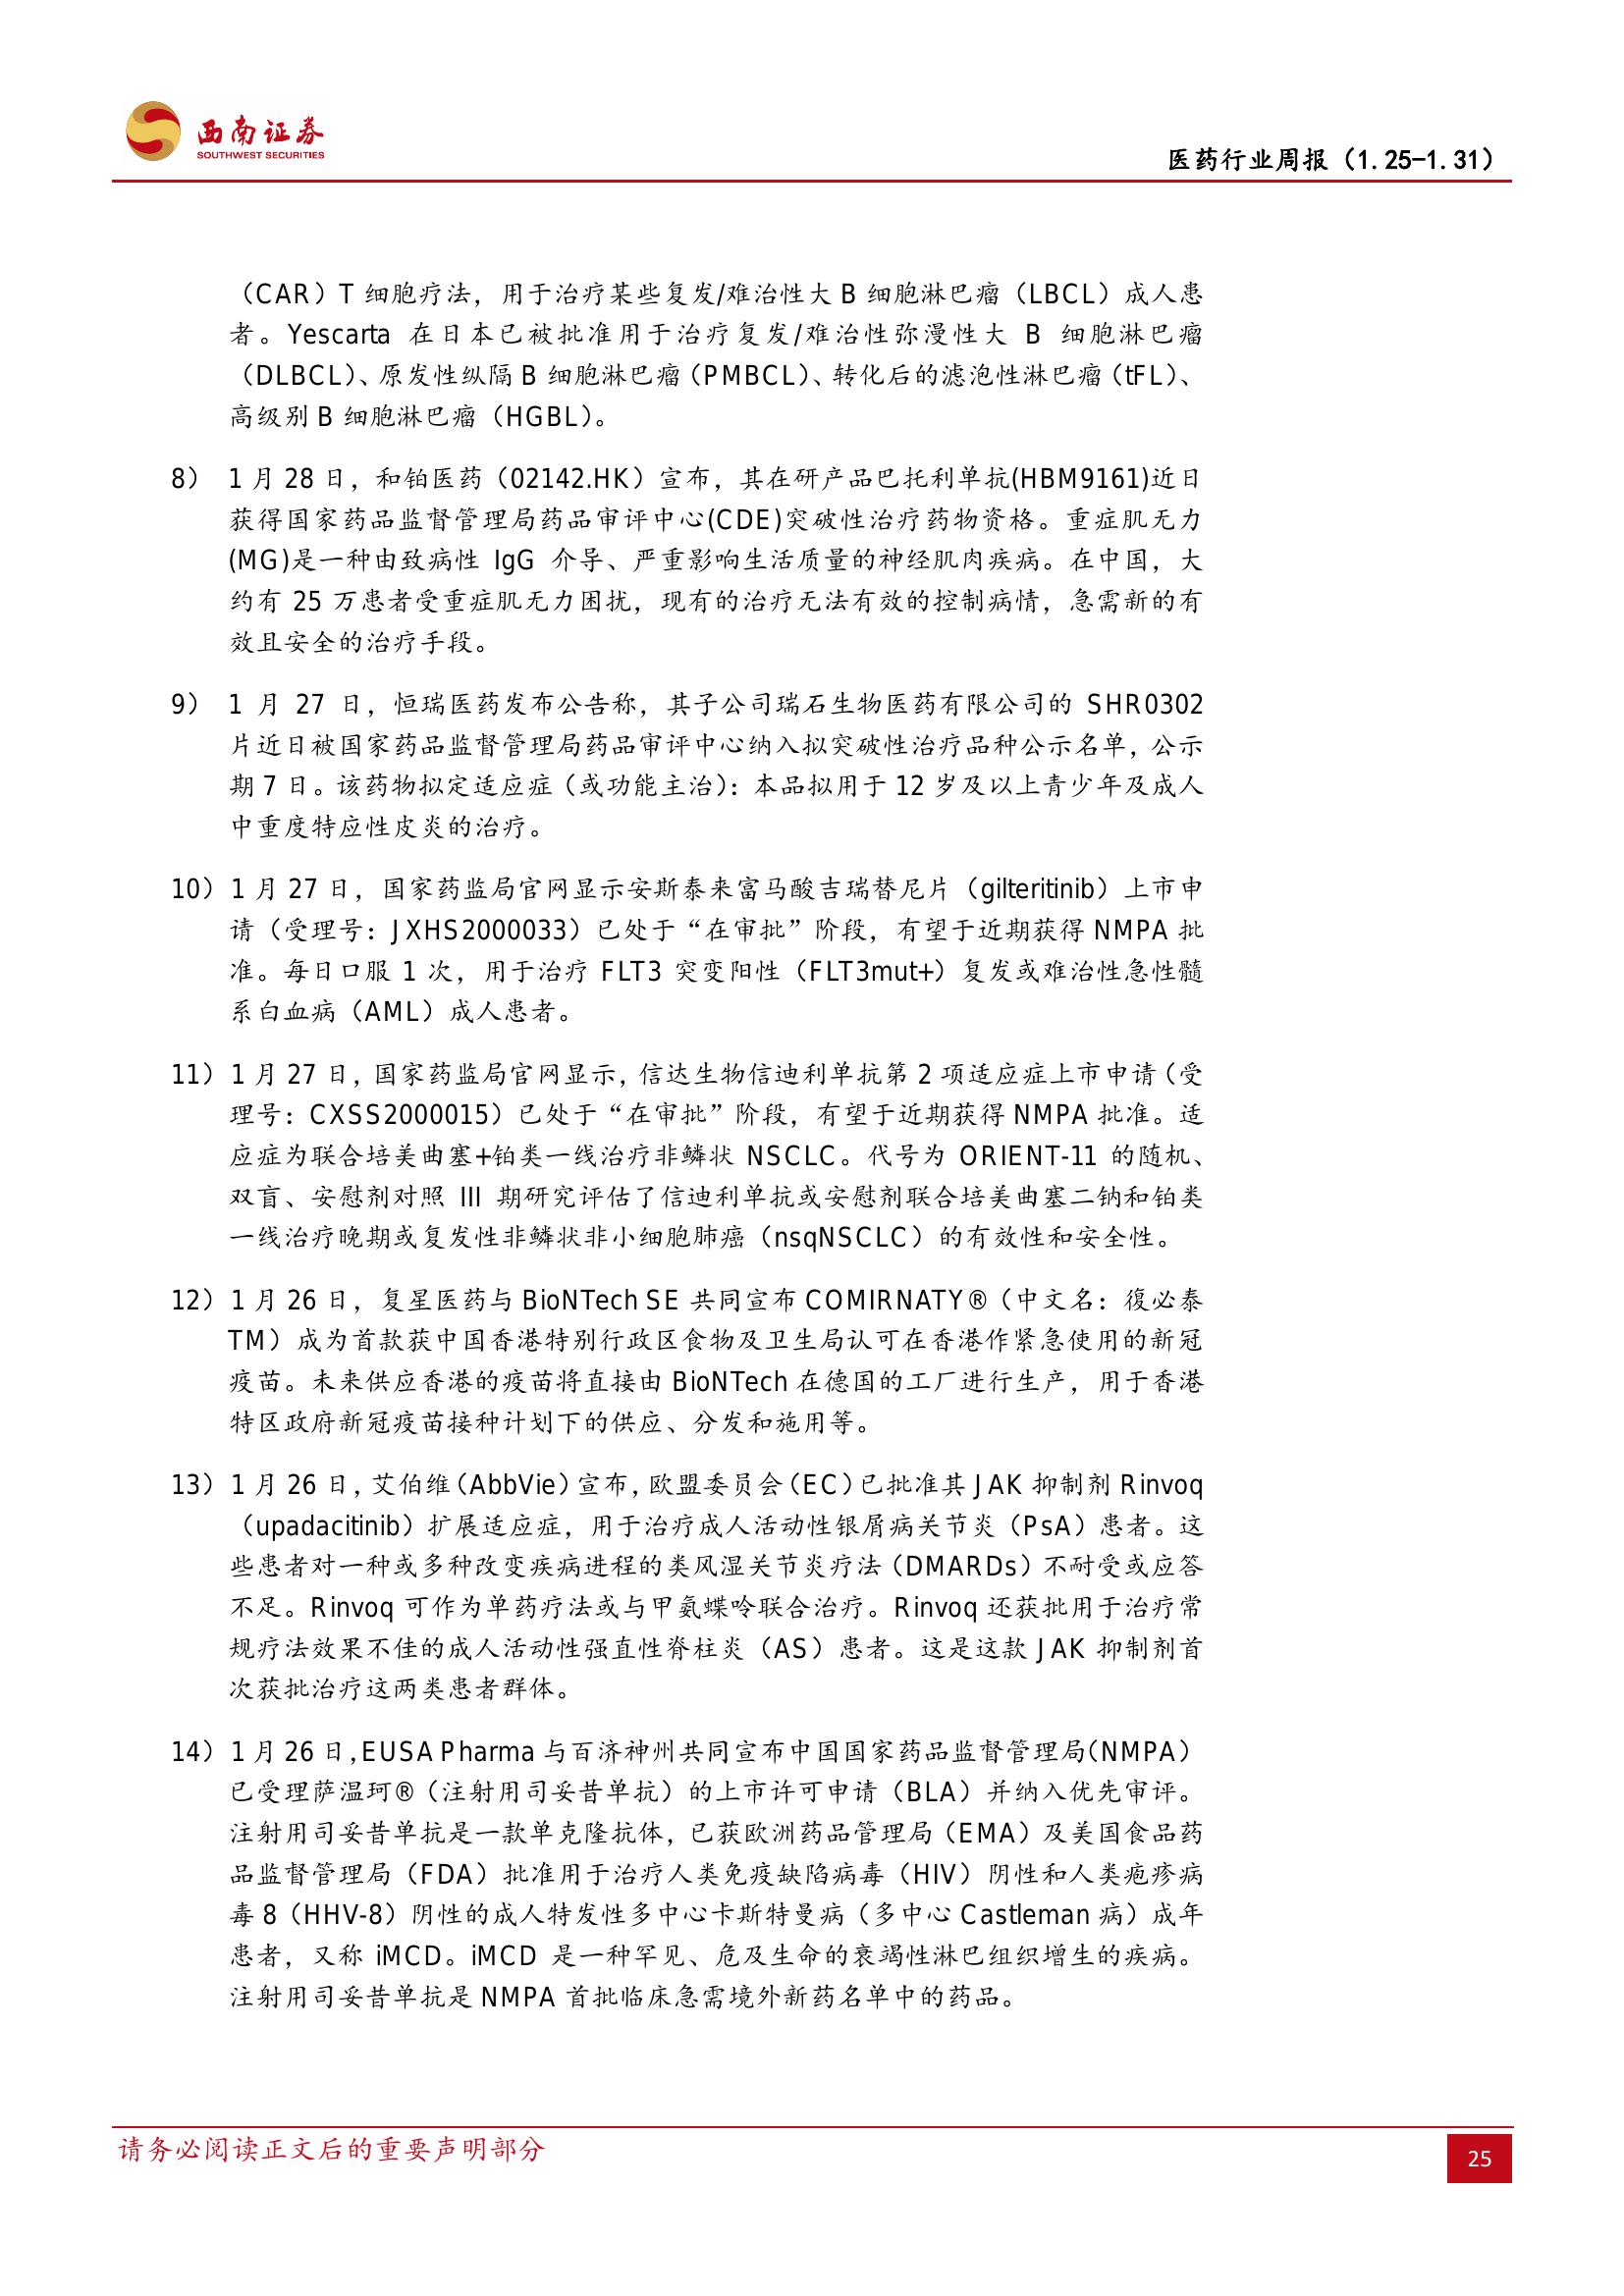 西南证券
SOUTHWEST SECURITIES
医药行业周报（1.25-1.31）
（CAR）T 细胞疗法，用于治疗某些复发/难治性大 B 细胞淋巴瘤（LBCL）成人患
者。Yescarta 在日本已被批准用于治疗复发/难治性弥漫性大 B 细胞淋巴瘤
（DLBCL）、原发性纵隔 B 细胞淋巴瘤（PMBCL）、转化后的滤泡性淋巴瘤（tFL）、
高级别 B 细胞淋巴瘤（HGBL）。
8） 1 月 28 日，和铂医药（02142.HK）宣布，其在研产品巴托利单抗(HBM9161)近日
获得国家药品监督管理局药品审评中心(CDE)突破性治疗药物资格。重症肌无力
(MG)是一种由致病性 IgG 介导、严重影响生活质量的神经肌肉疾病。在中国，大
约有 25 万患者受重症肌无力困扰，现有的治疗无法有效的控制病情，急需新的有
效且安全的治疗手段。
9） 1 月 27 日，恒瑞医药发布公告称，其子公司瑞石生物医药有限公司的 SHR0302
片近日被国家药品监督管理局药品审评中心纳入拟突破性治疗品种公示名单，公示
期 7 日。该药物拟定适应症（或功能主治）：本品拟用于 12 岁及以上青少年及成人
中重度特应性皮炎的治疗。
10）1 月 27 日，国家药监局官网显示安斯泰来富马酸吉瑞替尼片（gilteritinib）上市申
请（受理号：JXHS2000033）已处于“在审批”阶段，有望于近期获得 NMPA 批
准。每日口服 1 次，用于治疗 FLT3 突变阳性（FLT3mut+）复发或难治性急性髓
系白血病（AML）成人患者。
11）1 月 27 日，国家药监局官网显示，信达生物信迪利单抗第 2 项适应症上市申请（受
理号：CXSS2000015）已处于“在审批”阶段，有望于近期获得 NMPA 批准。适
应症为联合培美曲塞+铂类一线治疗非鳞状 NSCLC。代号为 ORIENT-11 的随机、
双盲、安慰剂对照 III 期研究评估了信迪利单抗或安慰剂联合培美曲塞二钠和铂类
一线治疗晚期或复发性非鳞状非小细胞肺癌（nsqNSCLC）的有效性和安全性。
12）1 月 26 日，复星医药与 BioNTech SE 共同宣布 COMIRNATY®（中文名：復必泰
TM）成为首款获中国香港特别行政区食物及卫生局认可在香港作紧急使用的新冠
疫苗。未来供应香港的疫苗将直接由 BioNTech 在德国的工厂进行生产，用于香港
特区政府新冠疫苗接种计划下的供应、分发和施用等。
13）1 月 26 日，艾伯维（AbbVie）宣布，欧盟委员会（EC）已批准其 JAK 抑制剂 Rinvoq
（upadacitinib）扩展适应症，用于治疗成人活动性银屑病关节炎（PsA）患者。这
些患者对一种或多种改变疾病进程的类风湿关节炎疗法（DMARDs）不耐受或应答
不足。Rinvoq 可作为单药疗法或与甲氨蝶呤联合治疗。Rinvoq 还获批用于治疗常
规疗法效果不佳的成人活动性强直性脊柱炎（AS）患者。这是这款 JAK 抑制剂首
次获批治疗这两类患者群体。
14）1 月 26 日，EUSA Pharma 与百济神州共同宣布中国国家药品监督管理局（NMPA）
已受理萨温珂®（注射用司妥昔单抗）的上市许可申请（BLA）并纳入优先审评。
注射用司妥昔单抗是一款单克隆抗体，已获欧洲药品管理局（EMA）及美国食品药
品监督管理局（FDA）批准用于治疗人类免疫缺陷病毒（HIV）阴性和人类疱疹病
毒 8（HHV-8）阴性的成人特发性多中心卡斯特曼病（多中心 Castleman 病）成年
患者，又称 iMCD。iMCD 是一种罕见、危及生命的衰竭性淋巴组织增生的疾病。
注射用司妥昔单抗是 NMPA 首批临床急需境外新药名单中的药品。
请务必阅读正文后的重要声明部分
25